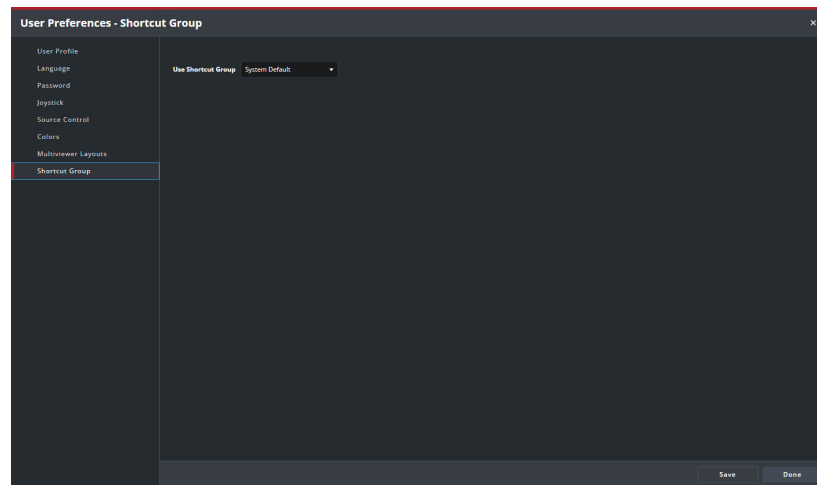 User Preferences - Shortcut Group
×
User Profile
Language
Password
Joystick
Source Control
Colors
Multiviewer Layouts
Shortcut Group
Use Shortcut Group
System Default
Save
Done